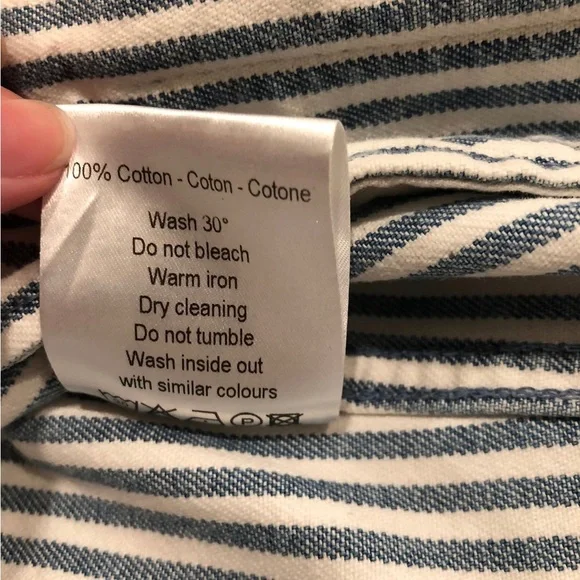 100% Cotton - Coton - Cotone
Wash 30°
Do not bleach
Warm iron
Dry cleaning
Do not tumble
Wash inside out
with similar colours
P